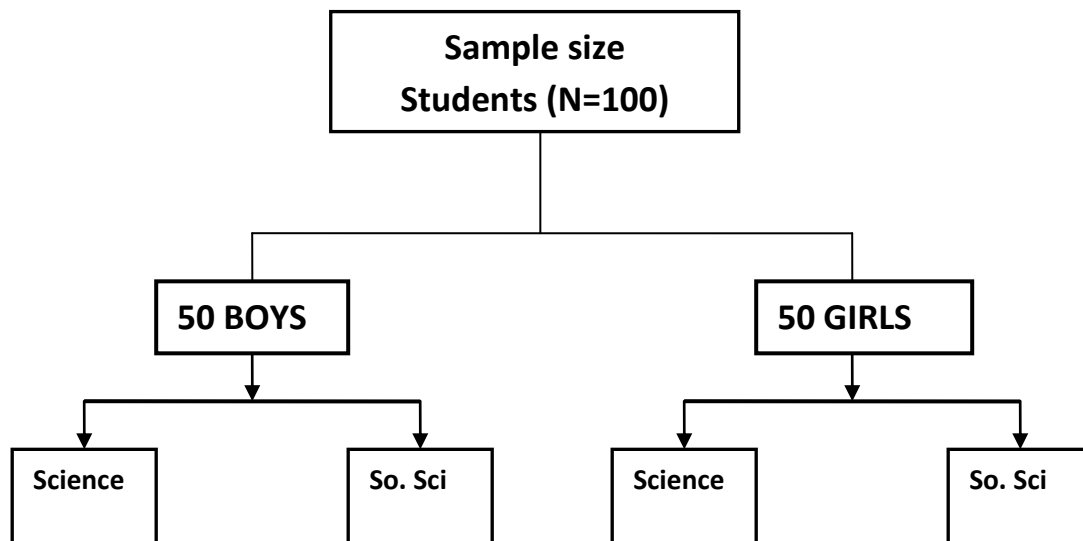 Sample size
Students (N=100)
50 BOYS
50 GIRLS
Science
So. Sci
Science
So. Sci